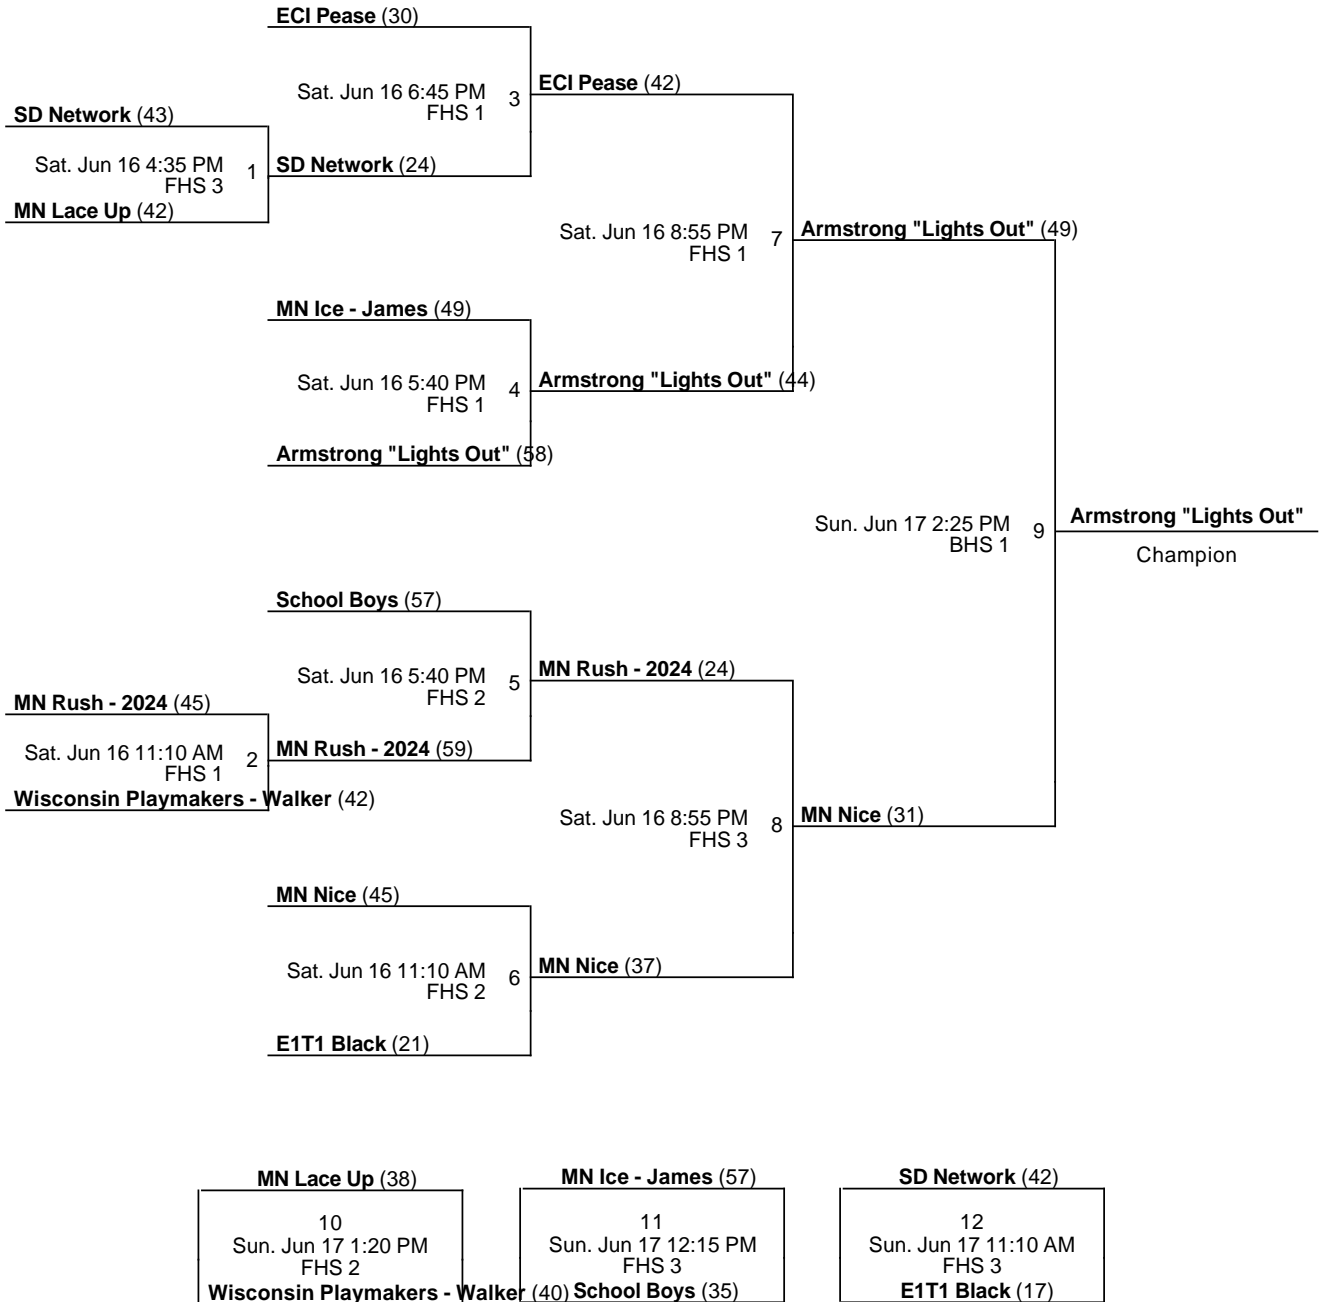 ECI Pease (30)
Sat. Jun 16 6:45 PM
FHS 1
3
ECI Pease (42)
SD Network (43)
Sat. Jun 16 4:35 PM
FHS 3
1
SD Network (24)
MN Lace Up (42)
Sat. Jun 16 8:55 PM
FHS 1
7
Armstrong "Lights Out" (49)
MN Ice - James (49)
Sat. Jun 16 5:40 PM
FHS 1
4
Armstrong "Lights Out" (44)
Armstrong "Lights Out" (58)
Sun. Jun 17 2:25 PM
BHS 1
9
Armstrong "Lights Out"
Champion
School Boys (57)
Sat. Jun 16 5:40 PM
FHS 2
5
MN Rush - 2024 (24)
MN Rush - 2024 (45)
Sat. Jun 16 11:10 AM
FHS 1
2
MN Rush - 2024 (59)
Wisconsin Playmakers - Walker (42)
Sat. Jun 16 8:55 PM
FHS 3
8
MN Nice (31)
MN Nice (45)
Sat. Jun 16 11:10 AM
FHS 2
6
MN Nice (37)
E1T1 Black (21)
MN Lace Up (38)
10
Sun. Jun 17 1:20 PM
FHS 2
Wisconsin Playmakers - Walker (40)
MN Ice - James (57)
11
Sun. Jun 17 12:15 PM
FHS 3
School Boys (35)
SD Network (42)
12
Sun. Jun 17 11:10 AM
FHS 3
E1T1 Black (17)